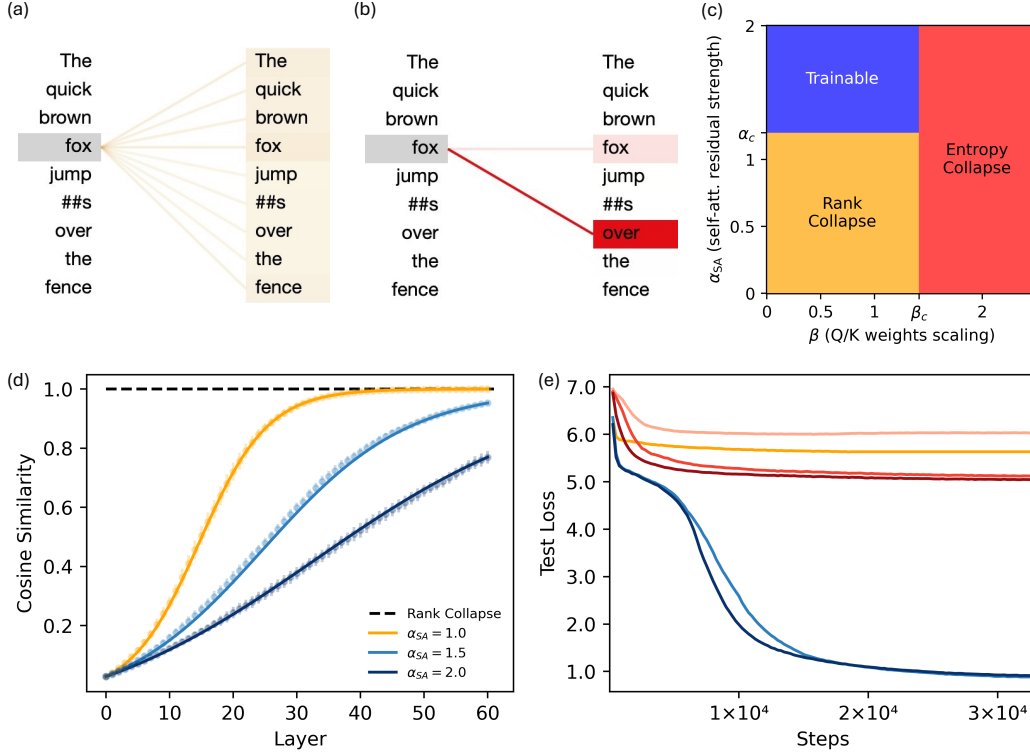 (a)
The
quick
brown
fox
jump
##s
over
the
fence
The
quick
brown
fox
jump
##s
over
the
fence
(b)
The
quick
brown
fox
jump
##s
over
the
fence
The
quick
brown
fox
jump
##s
over
the
fence
(c)
α_SA (self-att. residual strength)
2
α_c
1
0.5
0
Trainable
Rank
Collapse
Entropy
Collapse
0 0.5 1 β_c 2
β (Q/K weights scaling)
(d)
Cosine Similarity
1.0
0.8
0.6
0.4
0.2
Rank Collapse
α_SA = 1.0
α_SA = 1.5
α_SA = 2.0
0 10 20 30 40 50 60
Layer
(e)
Test Loss
7.0
6.0
5.0
4.0
3.0
2.0
1.0
1×10⁴ 2×10⁴ 3×10⁴
Steps